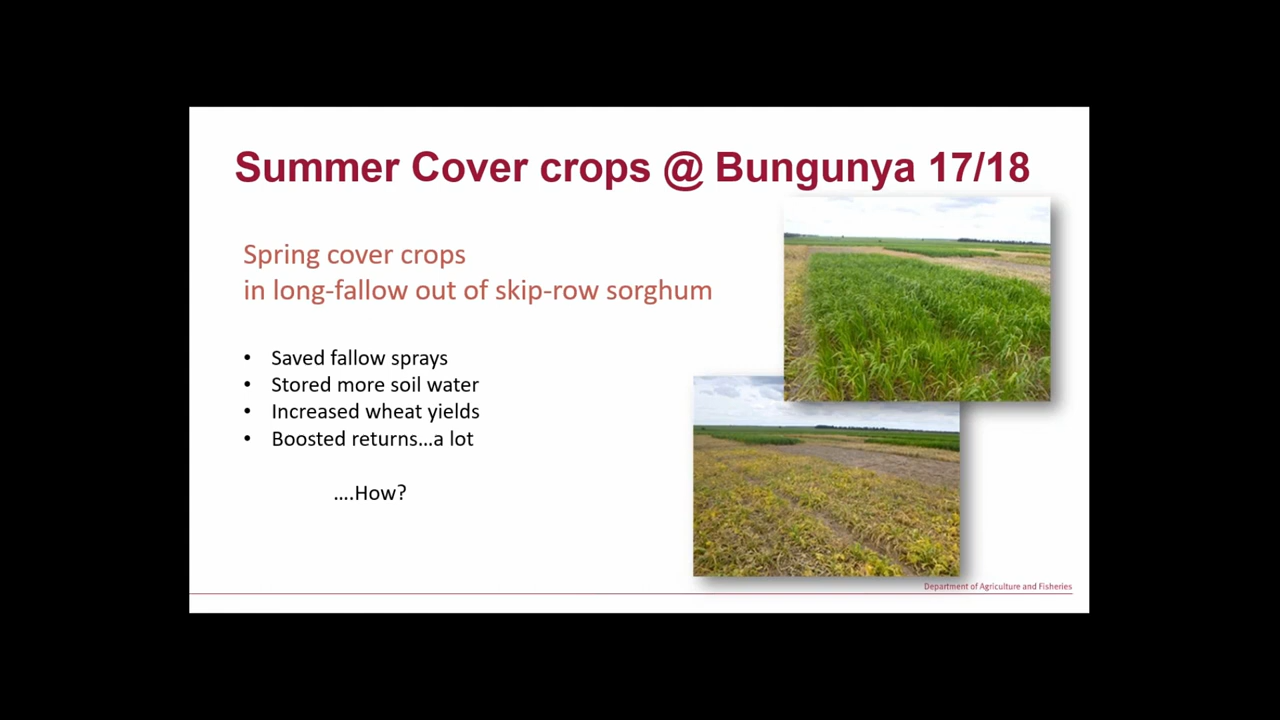 Summer Cover crops @ Bungunya 17/18
Spring cover crops
in long-fallow out of skip-row sorghum
• Saved fallow sprays
• Stored more soil water
• Increased wheat yields
• Boosted returns...a lot
....How?
Department of Agriculture and Fisheries